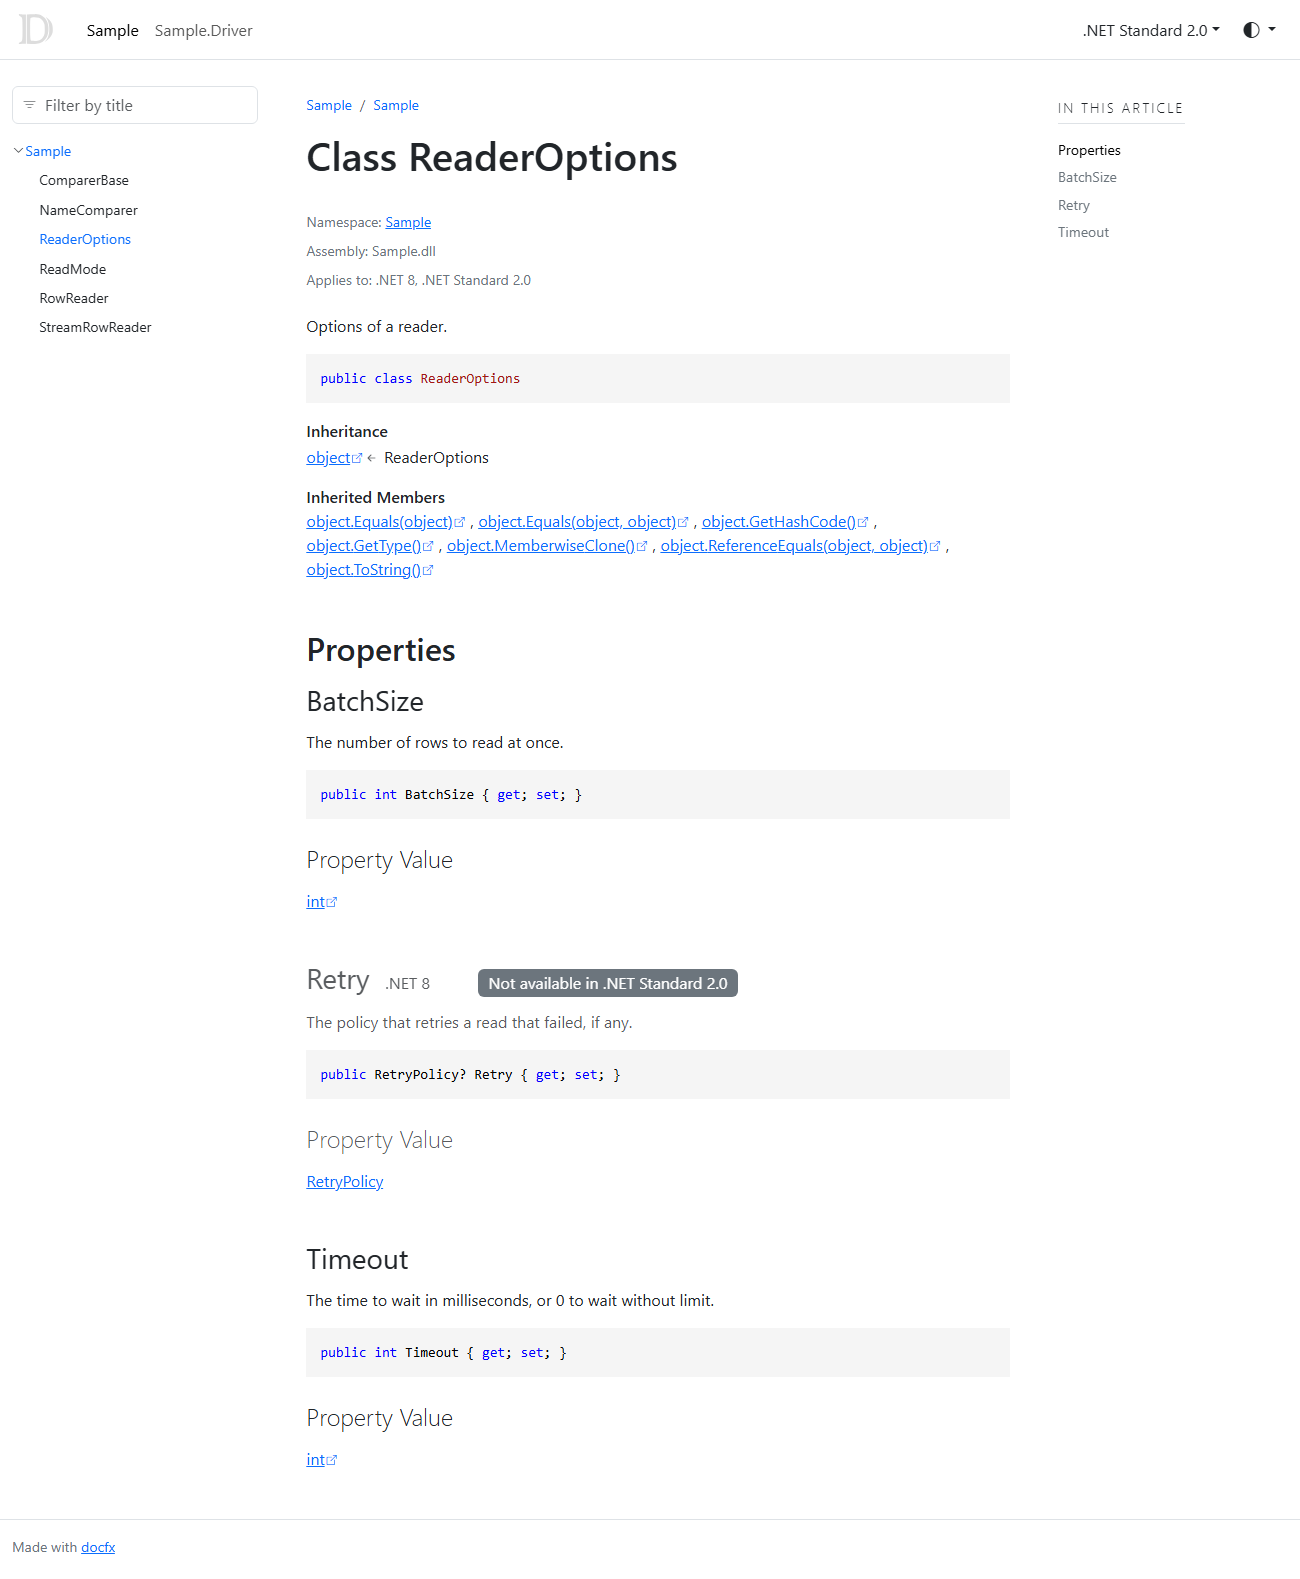 Sample Sample.Driver .NET Standard 2.0
Filter by title
Sample
ComparerBase
NameComparer
ReaderOptions
ReadMode
RowReader
StreamRowReader
Sample / Sample
Class ReaderOptions
Namespace: Sample
Assembly: Sample.dll
Applies to: .NET 8, .NET Standard 2.0
Options of a reader.
public class ReaderOptions
Inheritance
object ← ReaderOptions
Inherited Members
object.Equals(object) , object.Equals(object, object) , object.GetHashCode() ,
object.GetType() , object.MemberwiseClone() , object.ReferenceEquals(object, object) ,
object.ToString()
Properties
BatchSize
The number of rows to read at once.
public int BatchSize { get; set; }
Property Value
int
Retry .NET 8 Not available in .NET Standard 2.0
The policy that retries a read that failed, if any.
public RetryPolicy? Retry { get; set; }
Property Value
RetryPolicy
Timeout
The time to wait in milliseconds, or 0 to wait without limit.
public int Timeout { get; set; }
Property Value
int
IN THIS ARTICLE
Properties
BatchSize
Retry
Timeout
Made with docfx